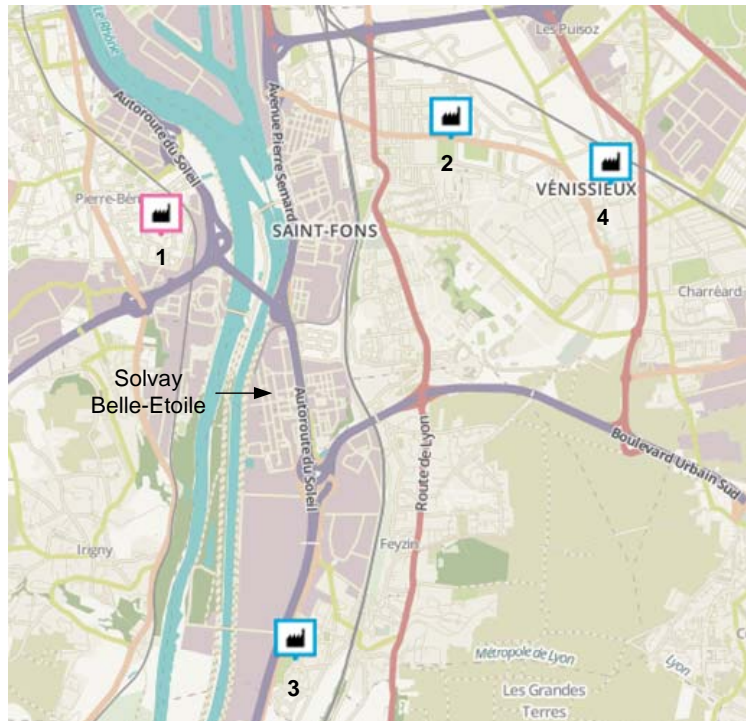 Le Rhône
Les Puisoz
Autoroute du Soleil
Avenue Pierre Semard
2
VÉNISSIEUX
4
SAINT-FONS
1
Charréard
Solvay
Belle-Etoile
Autoroute du Soleil
Route de Lyon
Boulevard Urbain Sud
Irigny
Feyzin
3
Métropole de Lyon
Lyon
Les Grandes
Terres